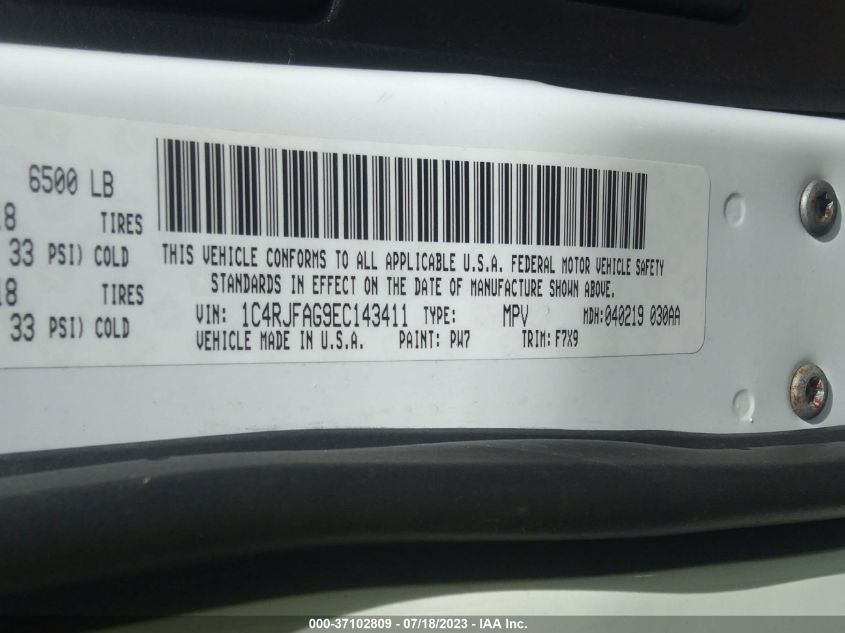 6500 LB
18 TIRES
33 PSI) COLD
18 TIRES
33 PSI) COLD
THIS VEHICLE CONFORMS TO ALL APPLICABLE U.S.A. FEDERAL MOTOR VEHICLE SAFETY
STANDARDS IN EFFECT ON THE DATE OF MANUFACTURE SHOWN ABOVE.
VIN: 1C4RJFAG9EC143411 TYPE: MPV MDH:040219 030AA
VEHICLE MADE IN U.S.A. PAINT: PW7 TRIM:F7X9
000-37102809 - 07/18/2023 - IAA Inc.